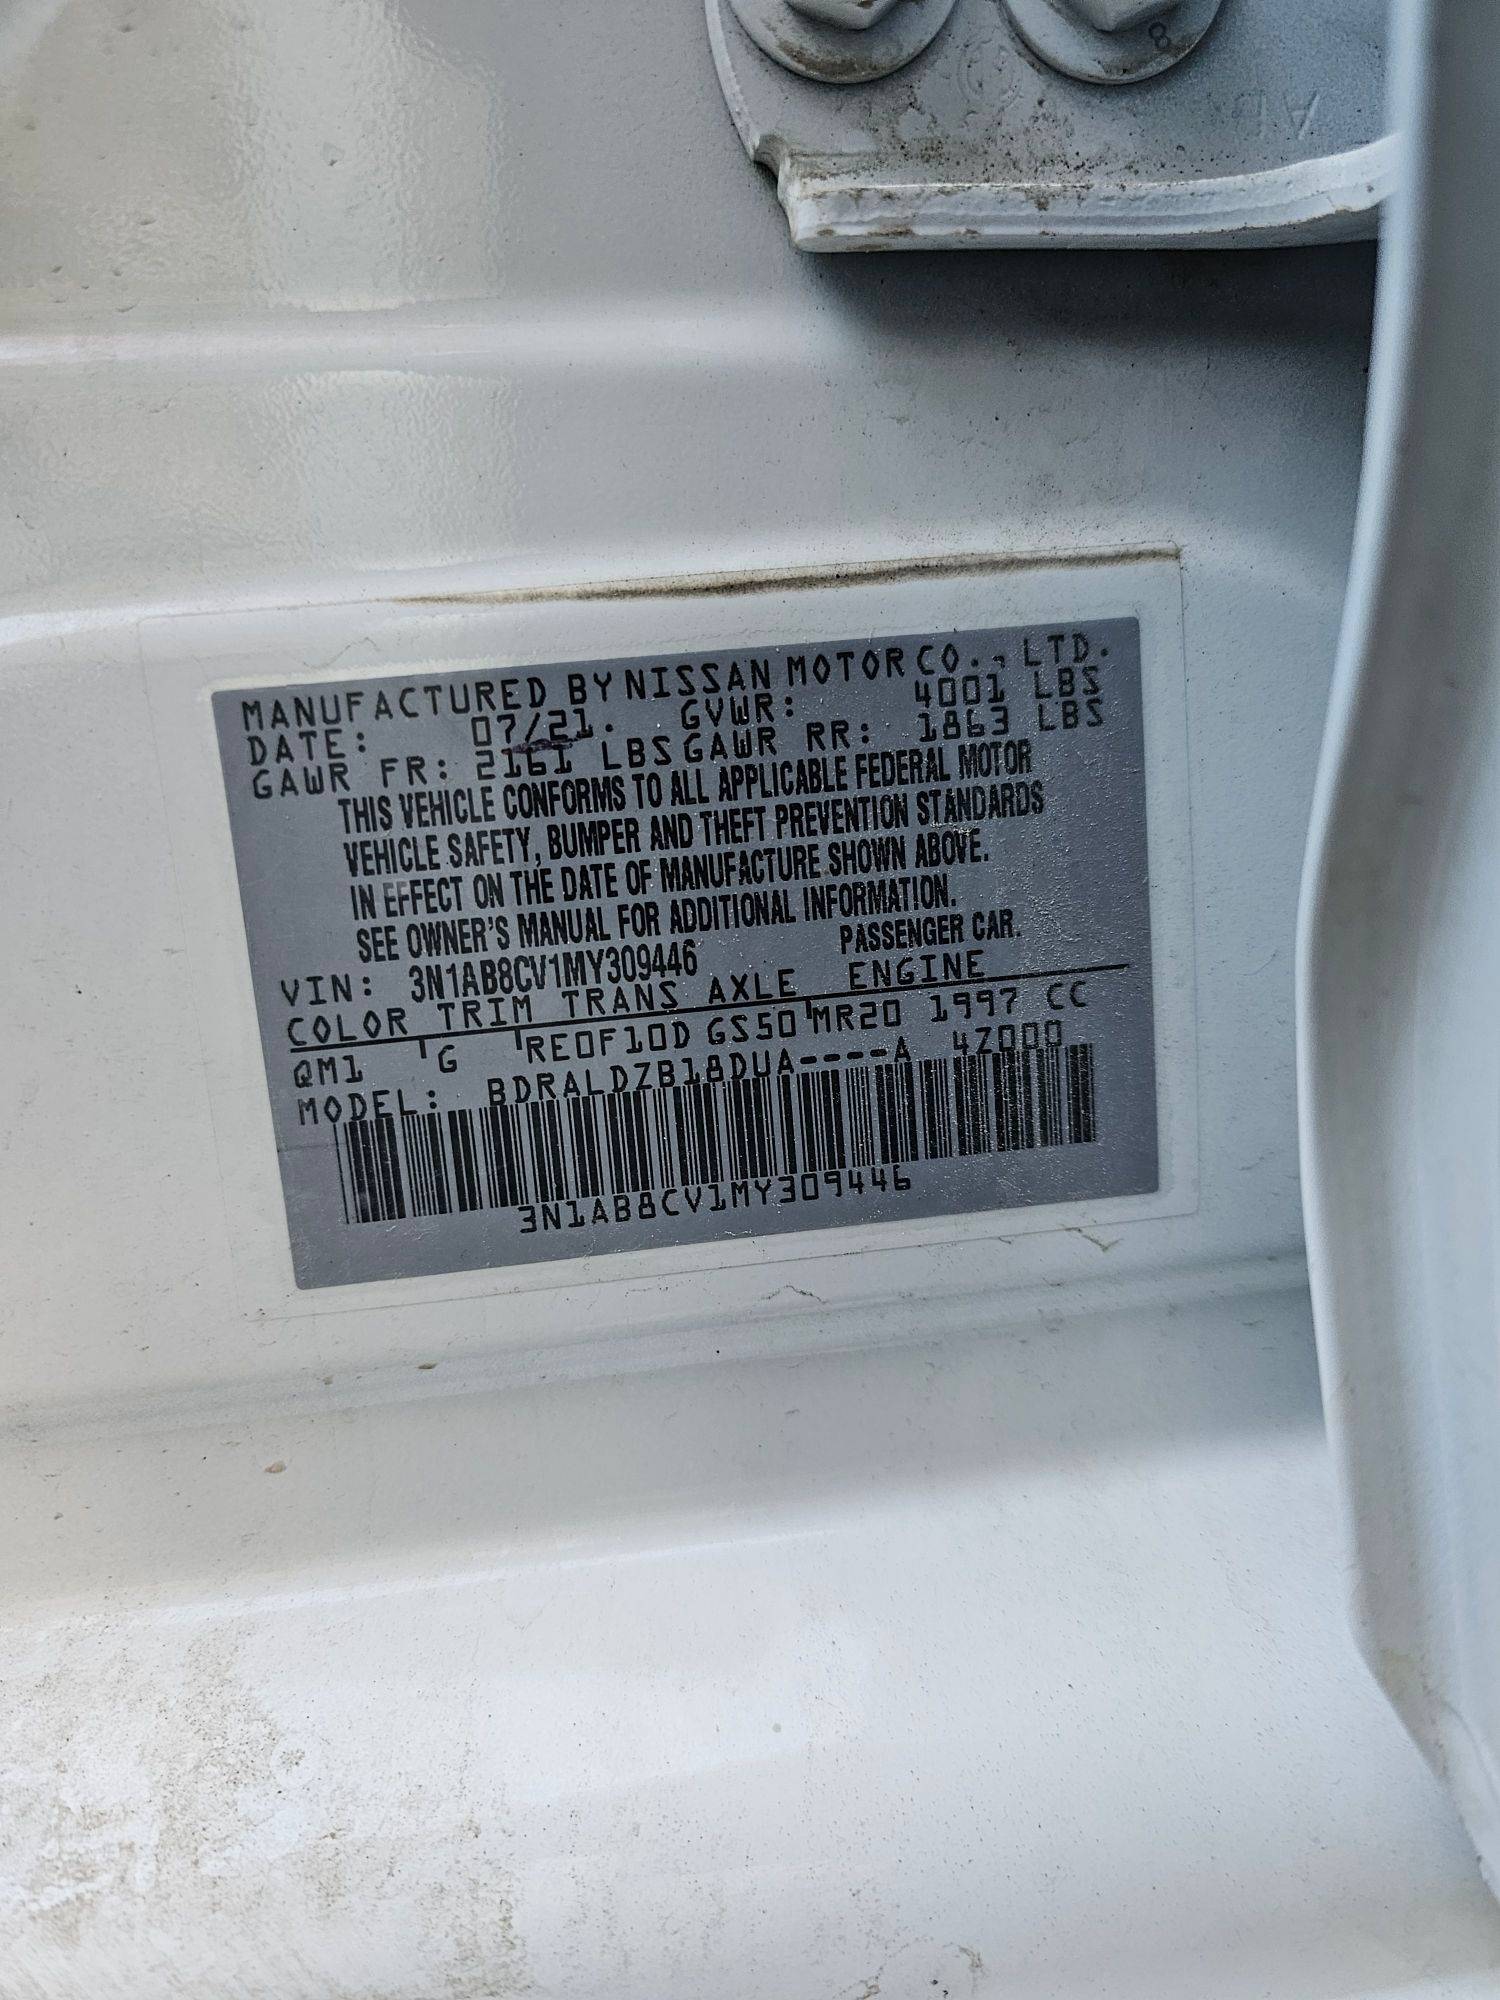 8
MANUFACTURED BY NISSAN MOTOR CO., LTD.
DATE: 07/21. GVWR: 4001 LBS
GAWR FR: 2161 LBS GAWR RR: 1863 LBS
THIS VEHICLE CONFORMS TO ALL APPLICABLE FEDERAL MOTOR
VEHICLE SAFETY, BUMPER AND THEFT PREVENTION STANDARDS
IN EFFECT ON THE DATE OF MANUFACTURE SHOWN ABOVE.
SEE OWNER'S MANUAL FOR ADDITIONAL INFORMATION.
VIN: 3N1AB8CV1MY309446 PASSENGER CAR.
COLOR TRIM TRANS AXLE ENGINE
QM1 G RE0F10D GS50 MR20 1997 CC
MODEL: BDRALDZB18DUA----A 4Z000
3N1AB8CV1MY309446